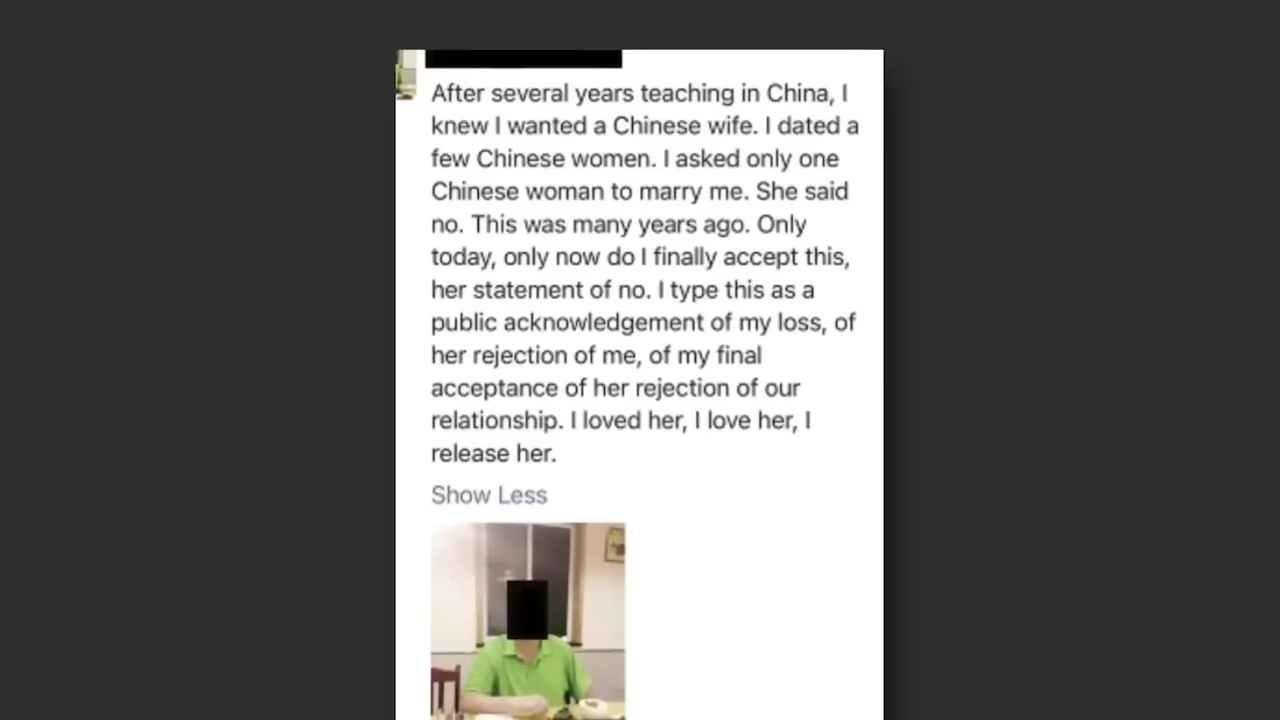 After several years teaching in China, I
knew I wanted a Chinese wife. I dated a
few Chinese women. I asked only one
Chinese woman to marry me. She said
no. This was many years ago. Only
today, only now do I finally accept this,
her statement of no. I type this as a
public acknowledgement of my loss, of
her rejection of me, of my final
acceptance of her rejection of our
relationship. I loved her, I love her, I
release her.
Show Less